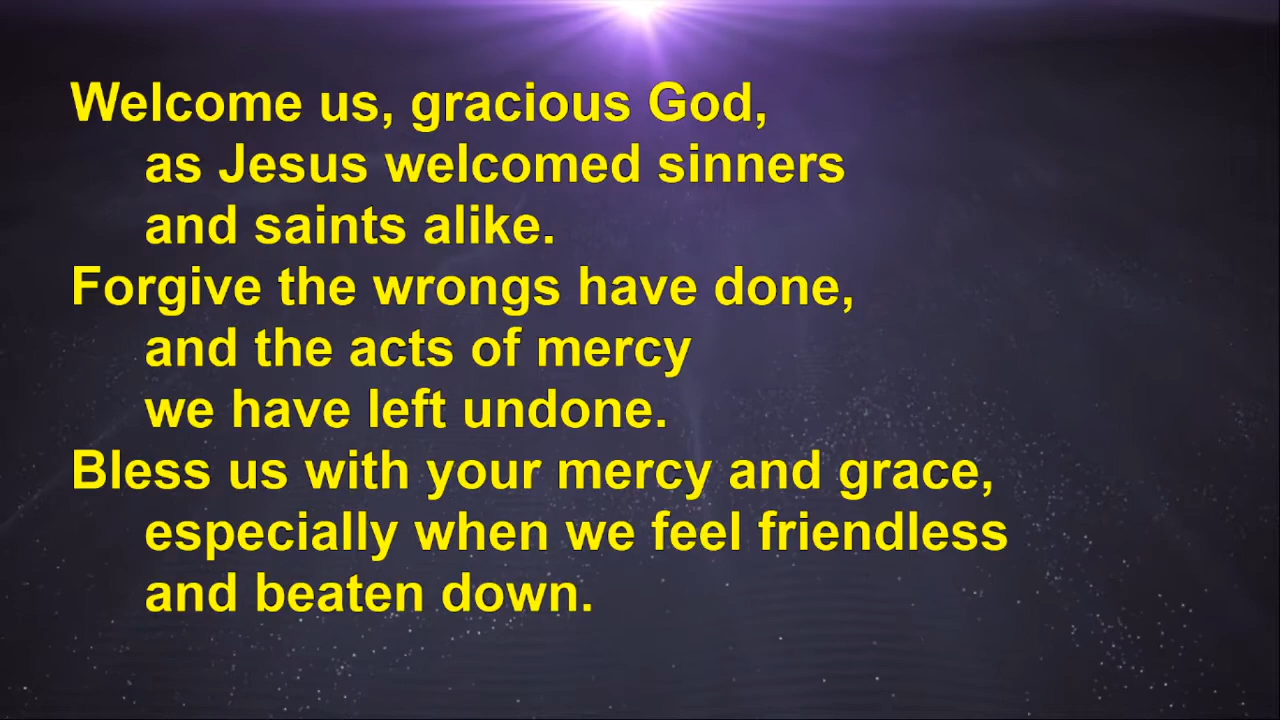 Welcome us, gracious God,
as Jesus welcomed sinners
and saints alike.
Forgive the wrongs have done,
and the acts of mercy
we have left undone.
Bless us with your mercy and grace,
especially when we feel friendless
and beaten down.